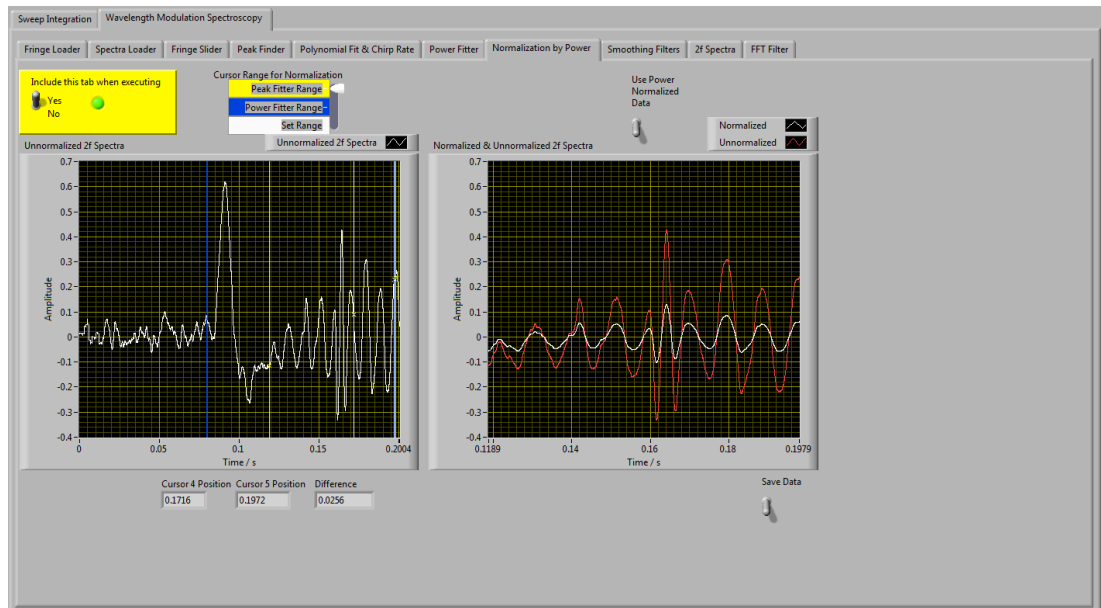 Sweep Integration Wavelength Modulation Spectroscopy
Fringe Loader Spectra Loader Fringe Slider Peak Finder Polynomial Fit & Chirp Rate Power Fitter Normalization by Power Smoothing Filters 2f Spectra FFT Filter
Include this tab when executing
Yes
No
Cursor Range for Normalization
Peak Fitter Range
Power Fitter Range
Set Range
Use Power
Normalized
Data
Unnormalized 2f Spectra
Unnormalized 2f Spectra
0.7
0.6
0.5
0.4
0.3
0.2
0.1
0
-0.1
-0.2
-0.3
-0.4
Amplitude
0 0.05 0.1 0.15 0.2004
Time / s
Normalized & Unnormalized 2f Spectra
Normalized
Unnormalized
0.7
0.6
0.5
0.4
0.3
0.2
0.1
0
-0.1
-0.2
-0.3
-0.4
Amplitude
0.1189 0.14 0.16 0.18 0.1979
Time / s
Cursor 4 Position Cursor 5 Position Difference
0.1716 0.1972 0.0256
Save Data